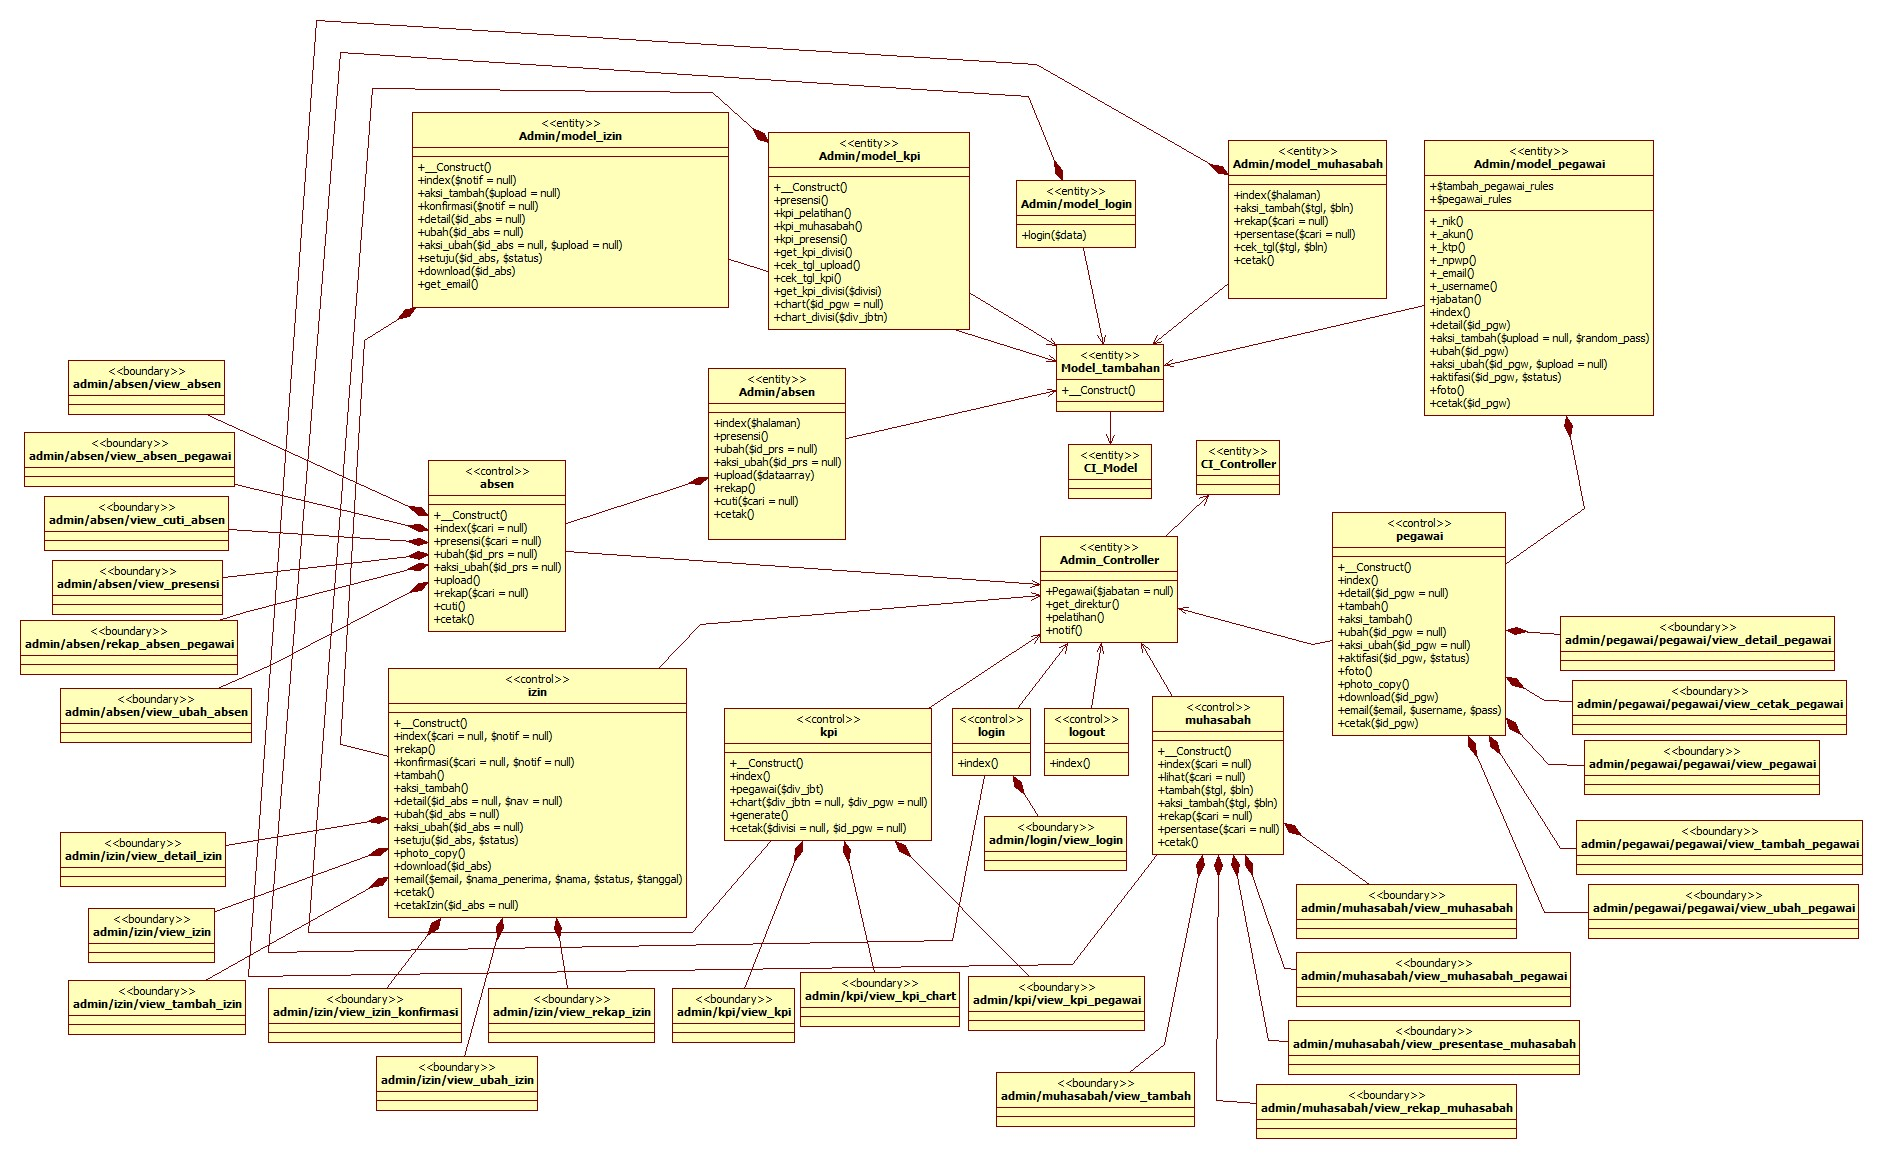 <<entity>>
Admin/model_izin
+__Construct()
+index($notif = null)
+aksi_tambah($upload = null)
+konfirmasi($notif = null)
+detail($id_abs = null)
+ubah($id_abs = null)
+aksi_ubah($id_abs = null, $upload = null)
+setuju($id_abs, $status)
+download($id_abs)
+get_email()
<<entity>>
Admin/model_kpi
+__Construct()
+presensi()
+kpi_pelatihan()
+kpi_muhasabah()
+kpi_presensi()
+get_kpi_divisi()
+cek_tgl_upload()
+cek_tgl_kpi()
+get_kpi_divisi($divisi)
+chart($id_pgw = null)
+chart_divisi($div_jbtn)
<<entity>>
Admin/model_login
+login($data)
<<entity>>
Admin/model_muhasabah
+index($halaman)
+aksi_tambah($tgl, $bln)
+rekap($cari = null)
+persentase($cari = null)
+cek_tgl($tgl, $bln)
+cetak()
<<entity>>
Admin/model_pegawai
+$tambah_pegawai_rules
+$pegawai_rules
+_nik()
+_akun()
+_ktp()
+_npwp()
+_email()
+_username()
+jabatan()
+index()
+detail($id_pgw)
+aksi_tambah($upload = null, $random_pass)
+ubah($id_pgw)
+aksi_ubah($id_pgw, $upload = null)
+aktifasi($id_pgw, $status)
+foto()
+cetak($id_pgw)
<<entity>>
Model_tambahan
+__Construct()
<<entity>>
CI_Model
<<entity>>
CI_Controller
<<entity>>
Admin/absen
+index($halaman)
+presensi()
+ubah($id_prs = null)
+aksi_ubah($id_prs = null)
+upload($dataarray)
+rekap()
+cuti($cari = null)
+cetak()
<<boundary>>
admin/absen/view_absen
<<boundary>>
admin/absen/view_absen_pegawai
<<boundary>>
admin/absen/view_cuti_absen
<<boundary>>
admin/absen/view_presensi
<<boundary>>
admin/absen/rekap_absen_pegawai
<<boundary>>
admin/absen/view_ubah_absen
<<control>>
absen
+__Construct()
+index($cari = null)
+presensi($cari = null)
+ubah($id_prs = null)
+aksi_ubah($id_prs = null)
+upload()
+rekap($cari = null)
+cuti()
+cetak()
<<entity>>
Admin_Controller
+Pegawai($jabatan = null)
+get_direktur()
+pelatihan()
+notif()
<<control>>
pegawai
+__Construct()
+index()
+detail($id_pgw = null)
+tambah()
+aksi_tambah()
+ubah($id_pgw = null)
+aksi_ubah($id_pgw = null)
+aktifasi($id_pgw, $status)
+foto()
+photo_copy()
+download($id_pgw)
+email($email, $username, $pass)
+cetak($id_pgw)
<<boundary>>
admin/pegawai/pegawai/view_detail_pegawai
<<boundary>>
admin/pegawai/pegawai/view_cetak_pegawai
<<boundary>>
admin/pegawai/pegawai/view_pegawai
<<boundary>>
admin/pegawai/pegawai/view_tambah_pegawai
<<boundary>>
admin/pegawai/pegawai/view_ubah_pegawai
<<control>>
izin
+__Construct()
+index($cari = null, $notif = null)
+rekap()
+konfirmasi($cari = null, $notif = null)
+tambah()
+aksi_tambah()
+detail($id_abs = null, $nav = null)
+ubah($id_abs = null)
+aksi_ubah($id_abs = null)
+setuju($id_abs, $status)
+photo_copy()
+download($id_abs)
+email($email, $nama_penerima, $nama, $status, $tanggal)
+cetak()
+cetakIzin($id_abs = null)
<<control>>
kpi
+__Construct()
+index()
+pegawai($div_jbt)
+chart($div_jbtn = null, $div_pgw = null)
+generate()
+cetak($divisi = null, $id_pgw = null)
<<control>>
login
+index()
<<control>>
logout
+index()
<<control>>
muhasabah
+__Construct()
+index($cari = null)
+lihat($cari = null)
+tambah($tgl, $bln)
+aksi_tambah($tgl, $bln)
+rekap($cari = null)
+persentase($cari = null)
+cetak()
<<boundary>>
admin/login/view_login
<<boundary>>
admin/izin/view_detail_izin
<<boundary>>
admin/izin/view_izin
<<boundary>>
admin/izin/view_tambah_izin
<<boundary>>
admin/izin/view_izin_konfirmasi
<<boundary>>
admin/izin/view_rekap_izin
<<boundary>>
admin/izin/view_ubah_izin
<<boundary>>
admin/kpi/view_kpi
<<boundary>>
admin/kpi/view_kpi_chart
<<boundary>>
admin/kpi/view_kpi_pegawai
<<boundary>>
admin/muhasabah/view_muhasabah
<<boundary>>
admin/muhasabah/view_muhasabah_pegawai
<<boundary>>
admin/muhasabah/view_presentase_muhasabah
<<boundary>>
admin/muhasabah/view_tambah
<<boundary>>
admin/muhasabah/view_rekap_muhasabah